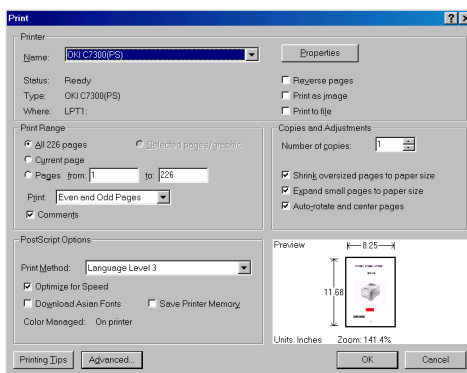 Print
Printer
Name: OKI C7300(PS)
Properties
Status: Ready
Type: OKI C7300(PS)
Where: LPT1:
Reverse pages
Print as image
Print to file
Print Range
All 226 pages
Selected pages/graphic
Current page
Pages from: 1 to: 226
Print: Even and Odd Pages
Comments
Copies and Adjustments
Number of copies: 1
Shrink oversized pages to paper size
Expand small pages to paper size
Auto-rotate and center pages
PostScript Options
Print Method: Language Level 3
Optimize for Speed
Download Asian Fonts
Save Printer Memory
Color Managed: On printer
Preview
8.25
11.68
Units: Inches Zoom: 141.4%
Printing Tips
Advanced...
OK
Cancel